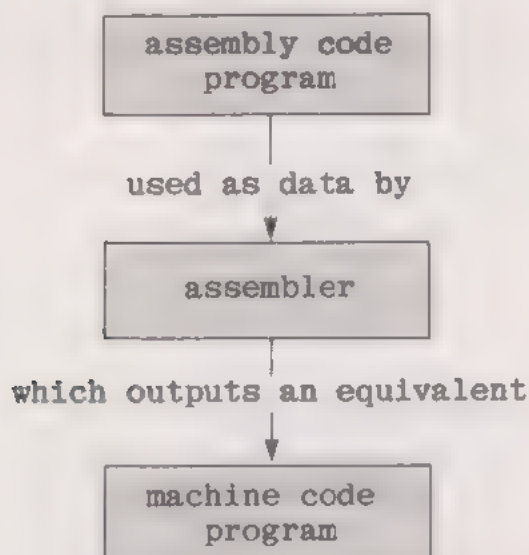 assembly code
program
used as data by
assembler
which outputs an equivalent
machine code
program